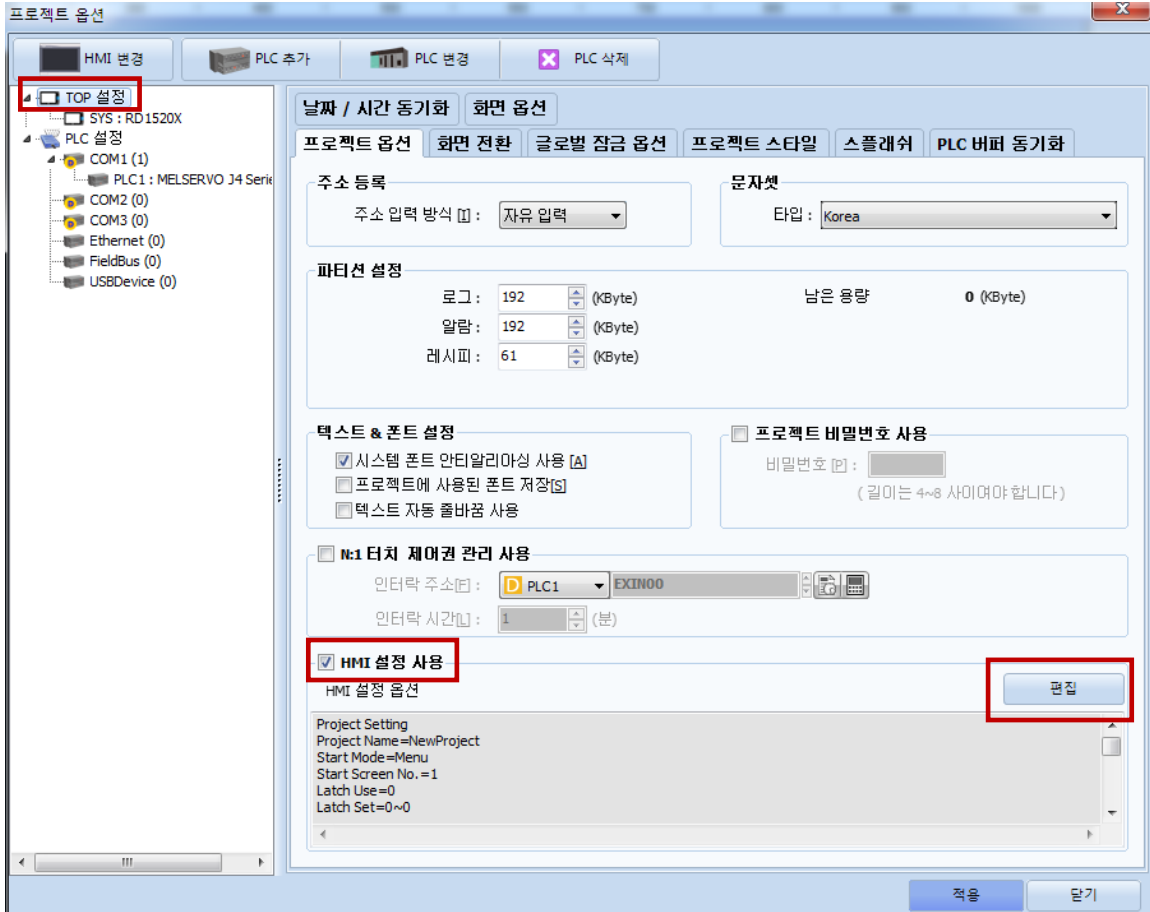 프로젝트 옵션
HMI 변경
PLC 추가
PLC 변경
PLC 삭제
TOP 설정
SYS : RD1520X
PLC 설정
COM1 (1)
PLC1 : MELSERVO J4 Serie
COM2 (0)
COM3 (0)
Ethernet (0)
FieldBus (0)
USBDevice (0)
날짜 / 시간 동기화
화면 옵션
프로젝트 옵션
화면 전환
글로벌 잠금 옵션
프로젝트 스타일
스플래쉬
PLC 버퍼 동기화
주소 등록
주소 입력 방식 [I] :
자유 입력
문자셋
타입 :
Korea
파티션 설정
로그 : 192 (KByte)
남은 용량 0 (KByte)
알람 : 192 (KByte)
레시피 : 61 (KByte)
텍스트 & 폰트 설정
시스템 폰트 안티알리아싱 사용 [A]
프로젝트에 사용된 폰트 저장[S]
텍스트 자동 줄바꿈 사용
프로젝트 비밀번호 사용
비밀번호 [P] :
( 길이는 4~8 사이여야 합니다 )
N:1 터치 제어권 관리 사용
인터락 주소[F] :
D PLC1
EXIN00
인터락 시간[L] : 1 (분)
HMI 설정 사용
HMI 설정 옵션
편집
Project Setting
Project Name=NewProject
Start Mode=Menu
Start Screen No.=1
Latch Use=0
Latch Set=0~0
적용
닫기